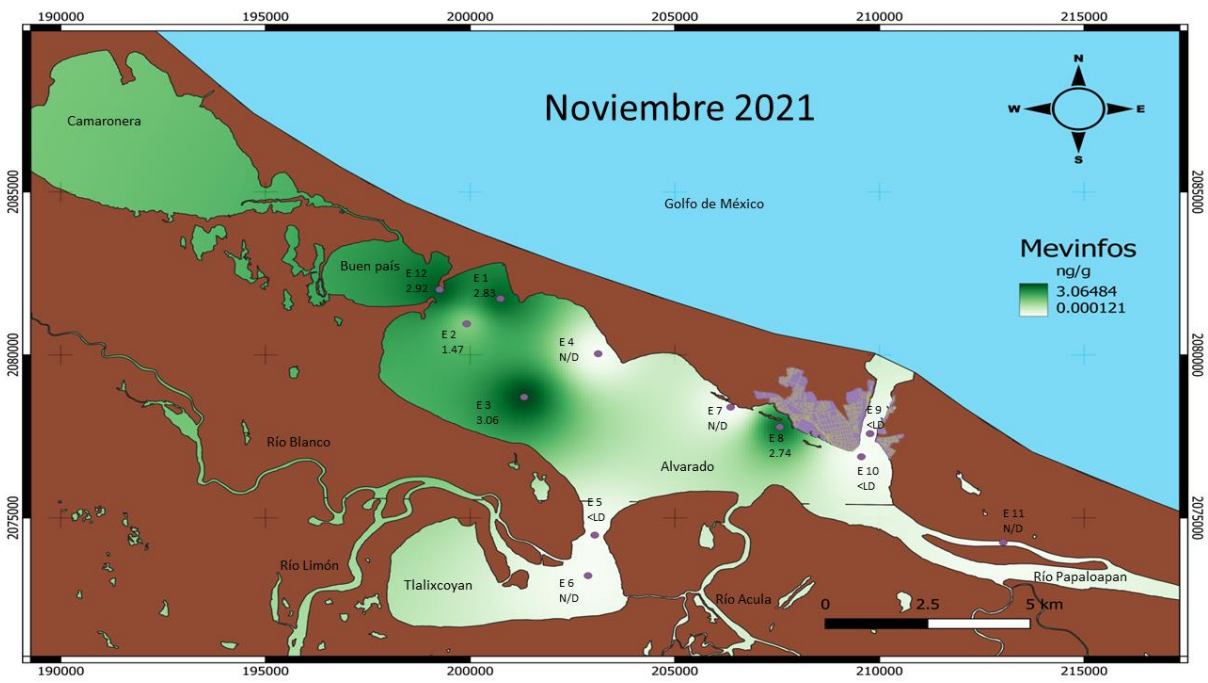 190000 195000 200000 205000 210000 215000
Noviembre 2021
N
W E
S
Camaronera
2085000 2085000
Golfo de México
Mevinfos
ng/g
3.06484
0.000121
Buen país
E 12
2.92
E 1
2.83
E 2
1.47
E 4
N/D
2080000 2080000
E 3
3.06
E 7
N/D
E 8
2.74
E 9
<LD
Río Blanco
Alvarado
E 10
<LD
E 5
<LD
2075000 2075000
E 11
N/D
Río Limón
Tlalixcoyan
E 6
N/D
Río Acula
Río Papaloapan
0 2.5 5 km
190000 195000 200000 205000 210000 215000